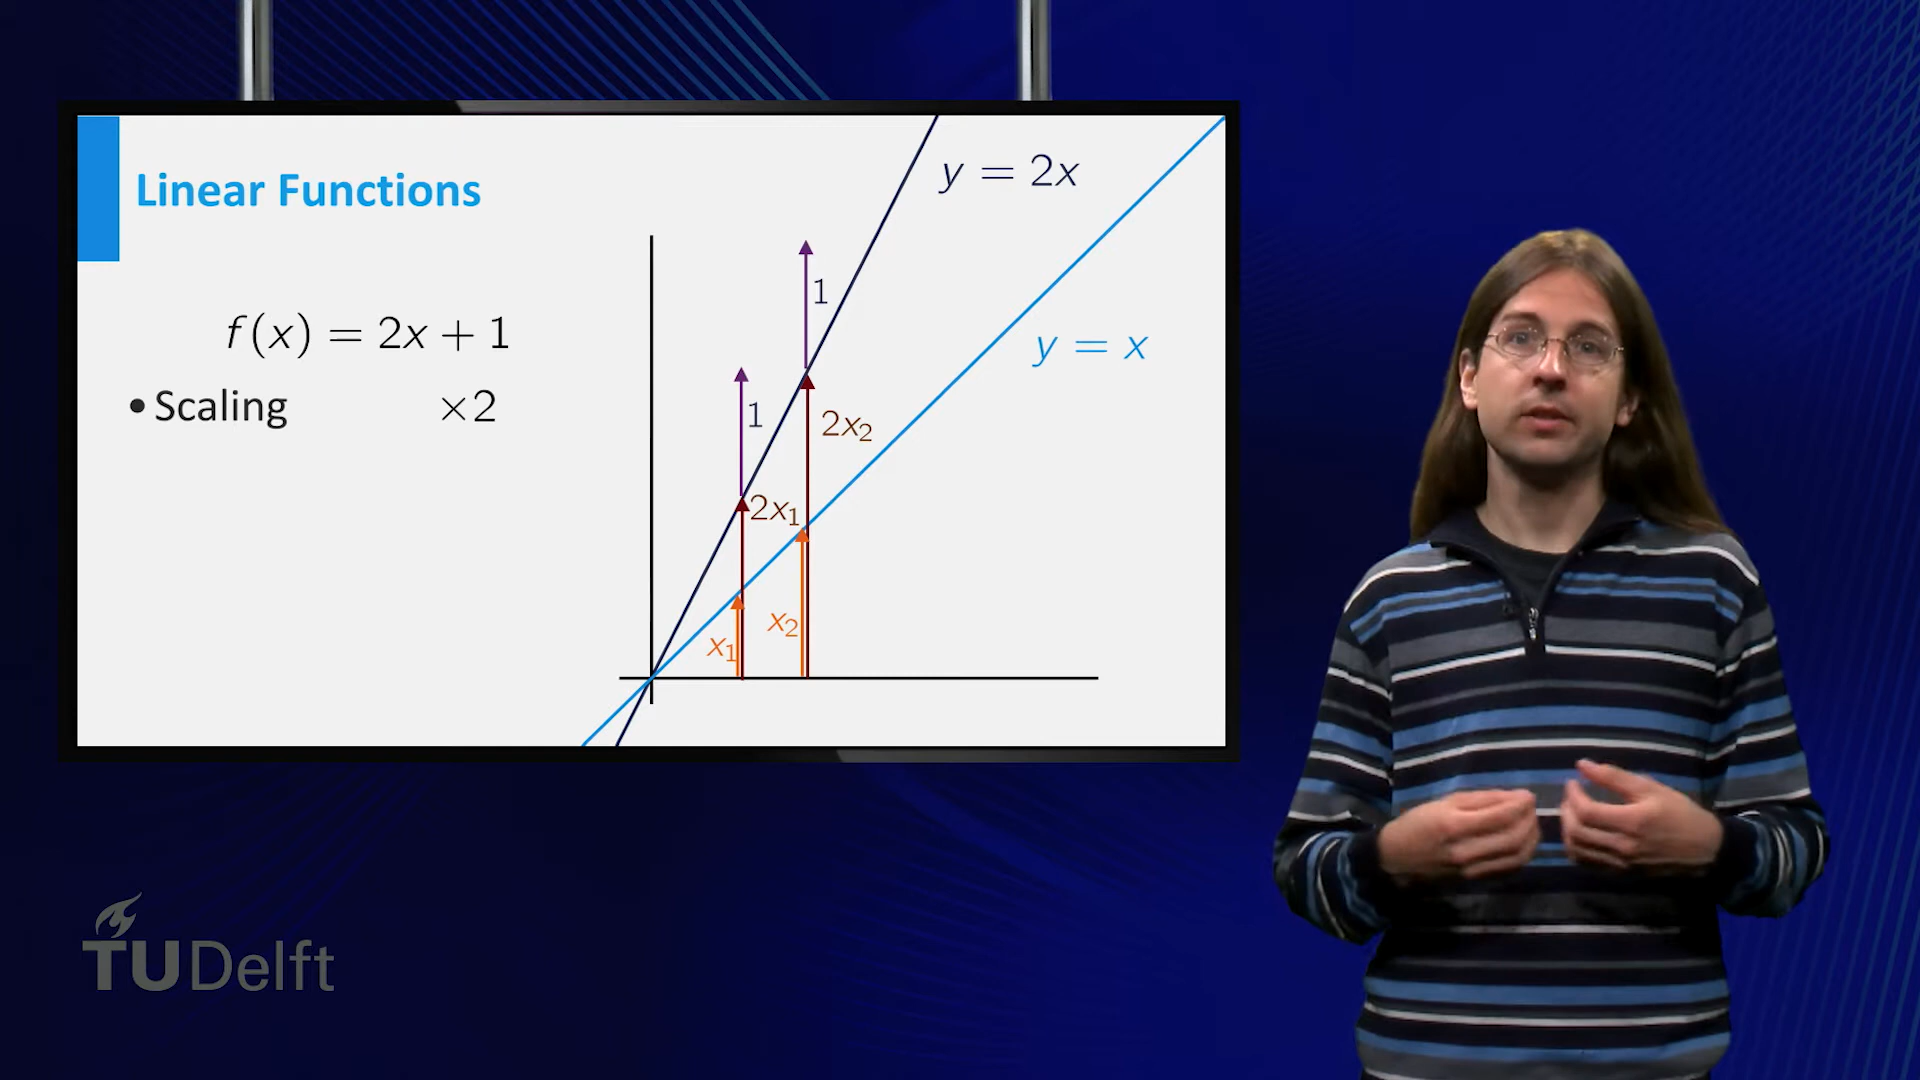 Linear Functions
f(x) = 2x + 1
• Scaling ×2
y = 2x
1
y = x
1
2x₂
2x₁
x₂
x₁
TUDelft